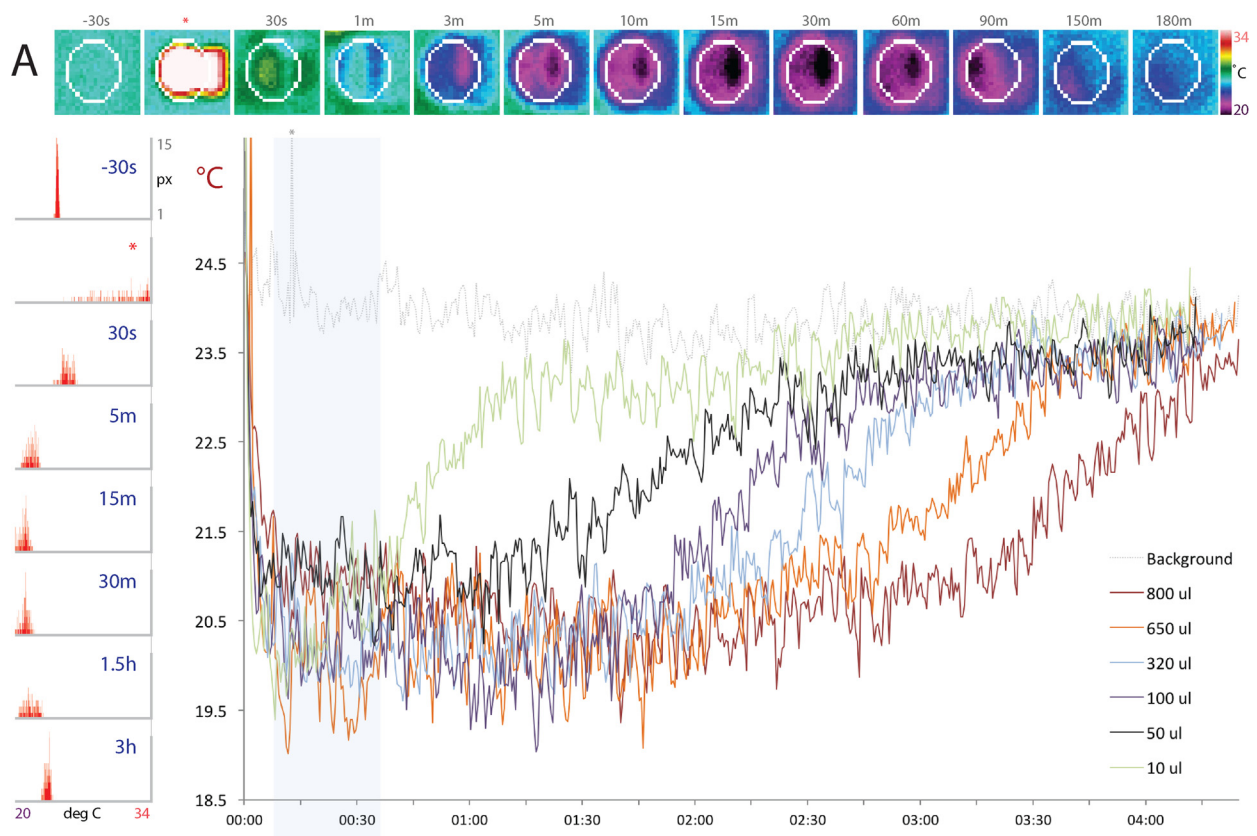 A
-30s * 30s 1m 3m 5m 10m 15m 30m 60m 90m 150m 180m
34
°C
20
-30s
15
px
1
*
30s
5m
15m
30m
1.5h
3h
20 deg C 34
°C
*
24.5
23.5
22.5
21.5
20.5
19.5
18.5
00:00 00:30 01:00 01:30 02:00 02:30 03:00 03:30 04:00
Background
800 ul
650 ul
320 ul
100 ul
50 ul
10 ul